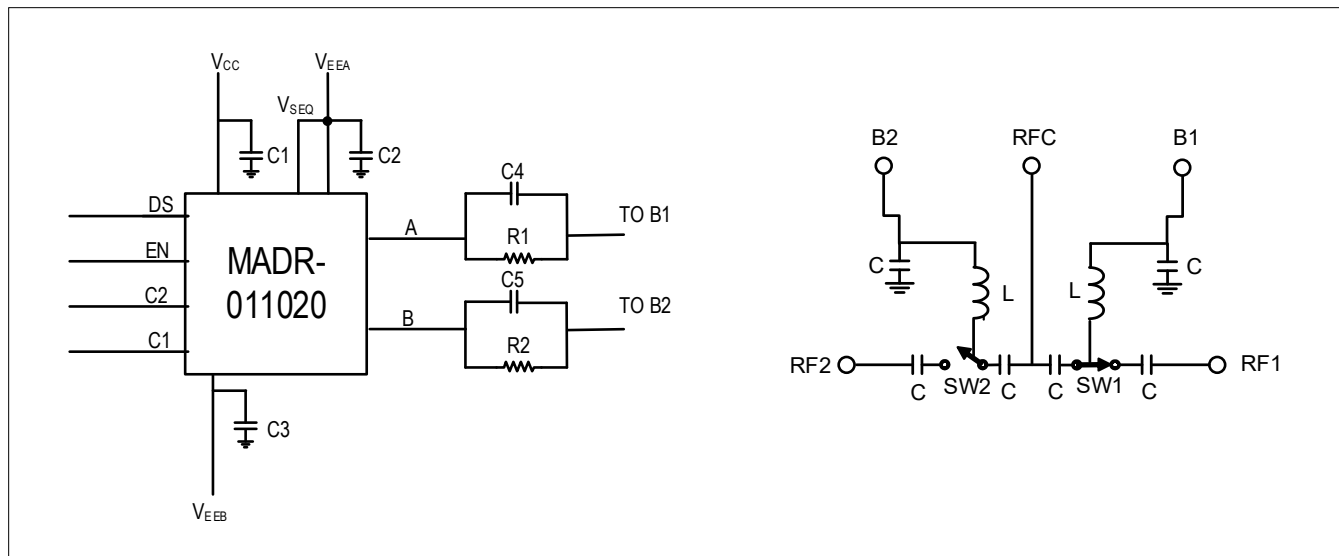 VCC
VEEA
VSEQ
C1
C2
DS
EN
C2
C1
MADR-
011020
A
B
C4
R1
C5
R2
TO B1
TO B2
C3
VEEB
B2
RFC
B1
C
L
L
C
RF2
C
SW2
C
C
SW1
C
RF1